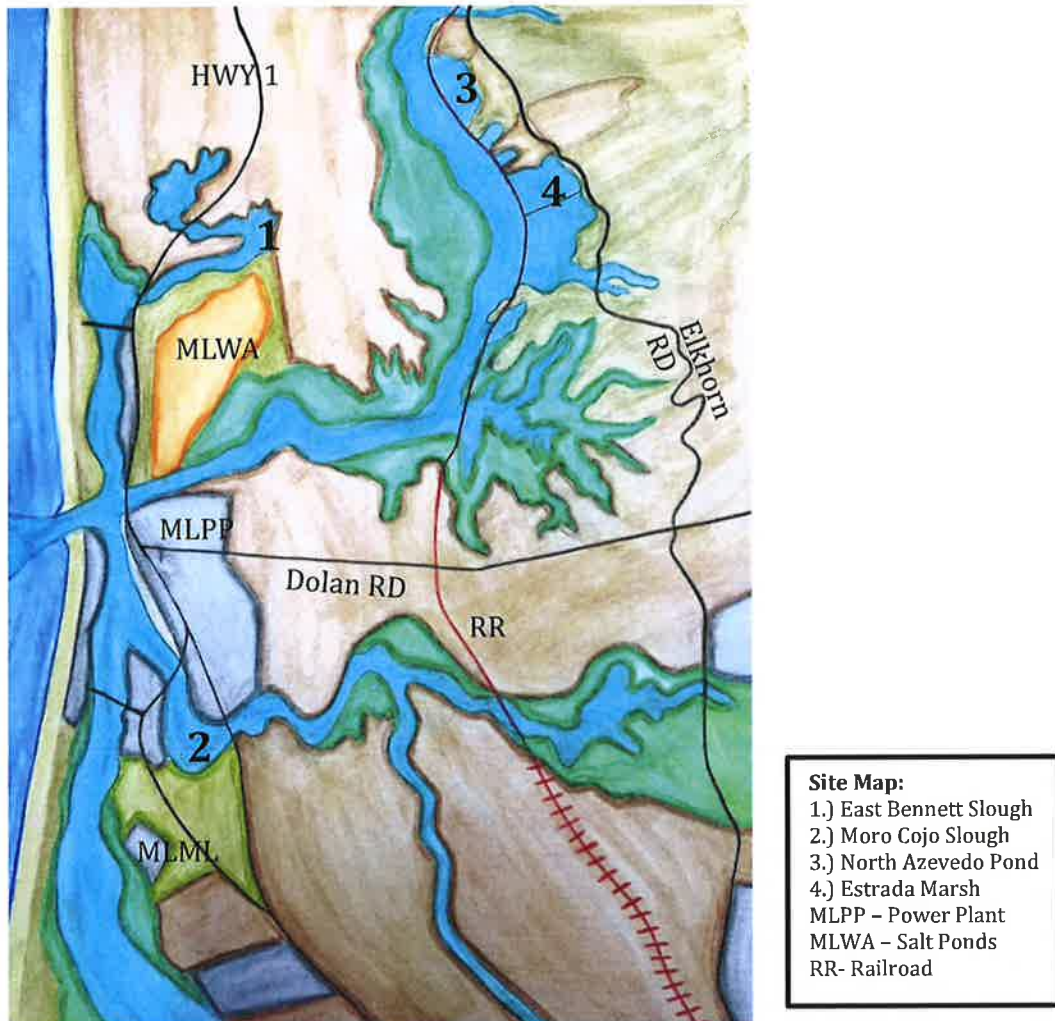 HWY 1
3
4
1
MLWA
Elkhorn
RD
MLPP
Dolan RD
RR
2
MLML
Site Map:
1.) East Bennett Slough
2.) Moro Cojo Slough
3.) North Azevedo Pond
4.) Estrada Marsh
MLPP – Power Plant
MLWA – Salt Ponds
RR- Railroad